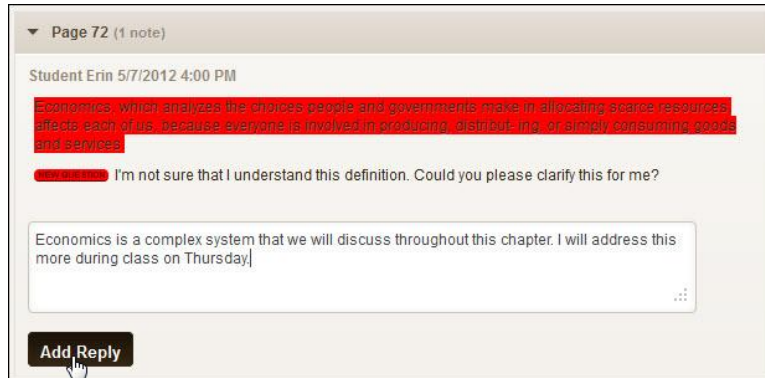 Page 72 (1 note)
Student Erin 5/7/2012 4:00 PM
Economics, which analyzes the choices people and governments make in allocating scarce resources,
affects each of us, because everyone is involved in producing, distribut- ing, or simply consuming goods
and services.
NEW QUESTION I'm not sure that I understand this definition. Could you please clarify this for me?
Economics is a complex system that we will discuss throughout this chapter. I will address this
more during class on Thursday.
Add Reply